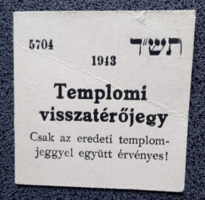 5704 תש״ד
1943
Templomi
visszatérőjegy
Csak az eredeti templom-
jeggyel együtt érvényes!